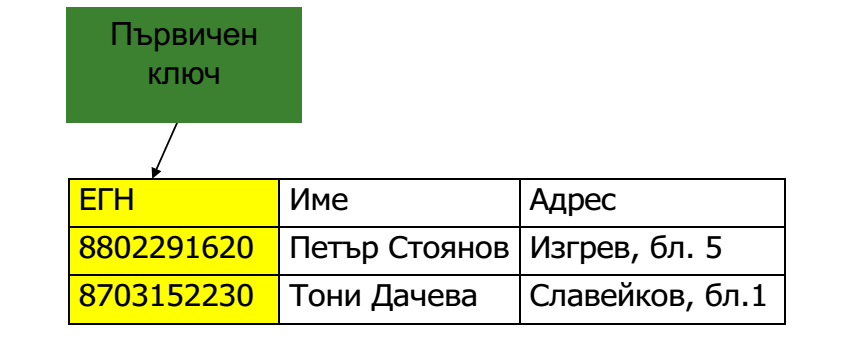 Първичен
ключ
ЕГН Име Адрес
8802291620 Петър Стоянов Изгрев, бл. 5
8703152230 Тони Дачева Славейков, бл.1